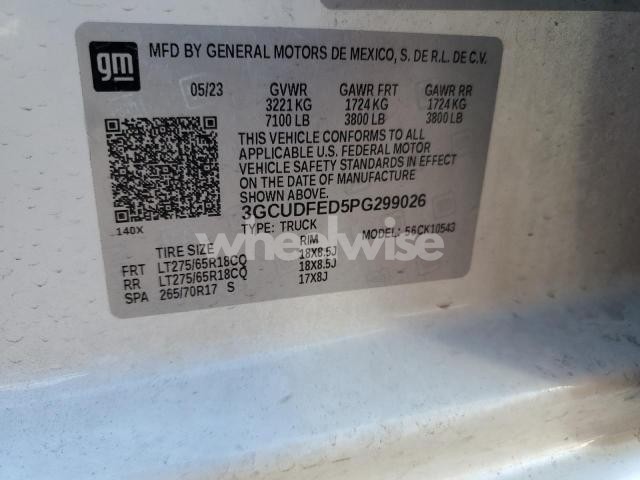 gm
MFD BY GENERAL MOTORS DE MEXICO, S. DE R.L. DE C.V.
05/23 GVWR GAWR FRT GAWR RR
3221 KG 1724 KG 1724 KG
7100 LB 3800 LB 3800 LB
THIS VEHICLE CONFORMS TO ALL
APPLICABLE U.S. FEDERAL MOTOR
VEHICLE SAFETY STANDARDS IN EFFECT
ON THE DATE OF MANUFACTURE SHOWN ABOVE.
3GCUDFED5PG299026
140X TYPE: TRUCK MODEL: 56CK10543
wheelwise
TIRE SIZE RIM
FRT LT275/65R18CQ 18X8.5J
RR LT275/65R18CQ 18X8.5J
SPA 265/70R17 S 17X8J